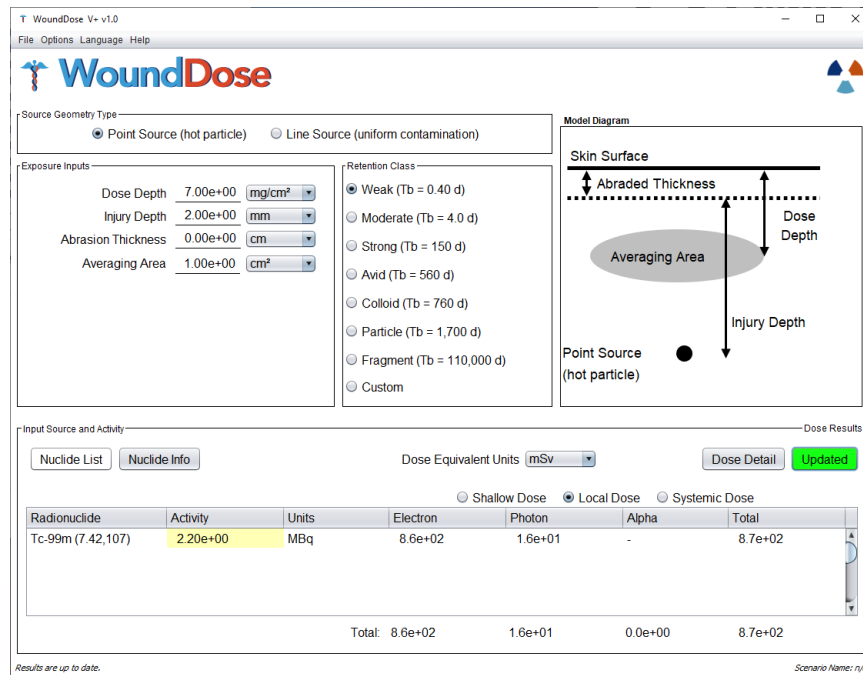 WoundDose V+ v1.0
File Options Language Help
WoundDose
Source Geometry Type
Point Source (hot particle) Line Source (uniform contamination)
Exposure Inputs
Dose Depth 7.00e+00 mg/cm²
Injury Depth 2.00e+00 mm
Abrasion Thickness 0.00e+00 cm
Averaging Area 1.00e+00 cm²
Retention Class
Weak (Tb = 0.40 d)
Moderate (Tb = 4.0 d)
Strong (Tb = 150 d)
Avid (Tb = 560 d)
Colloid (Tb = 760 d)
Particle (Tb = 1,700 d)
Fragment (Tb = 110,000 d)
Custom
Model Diagram
Skin Surface
Abraded Thickness
Dose
Depth
Averaging Area
Injury Depth
Point Source
(hot particle)
Input Source and Activity Dose Results
Nuclide List Nuclide Info Dose Equivalent Units mSv Dose Detail Updated
Shallow Dose Local Dose Systemic Dose
Radionuclide Activity Units Electron Photon Alpha Total
Tc-99m (7.42,107) 2.20e+00 MBq 8.6e+02 1.6e+01 - 8.7e+02
Total: 8.6e+02 1.6e+01 0.0e+00 8.7e+02
Results are up to date. Scenario Name: n/